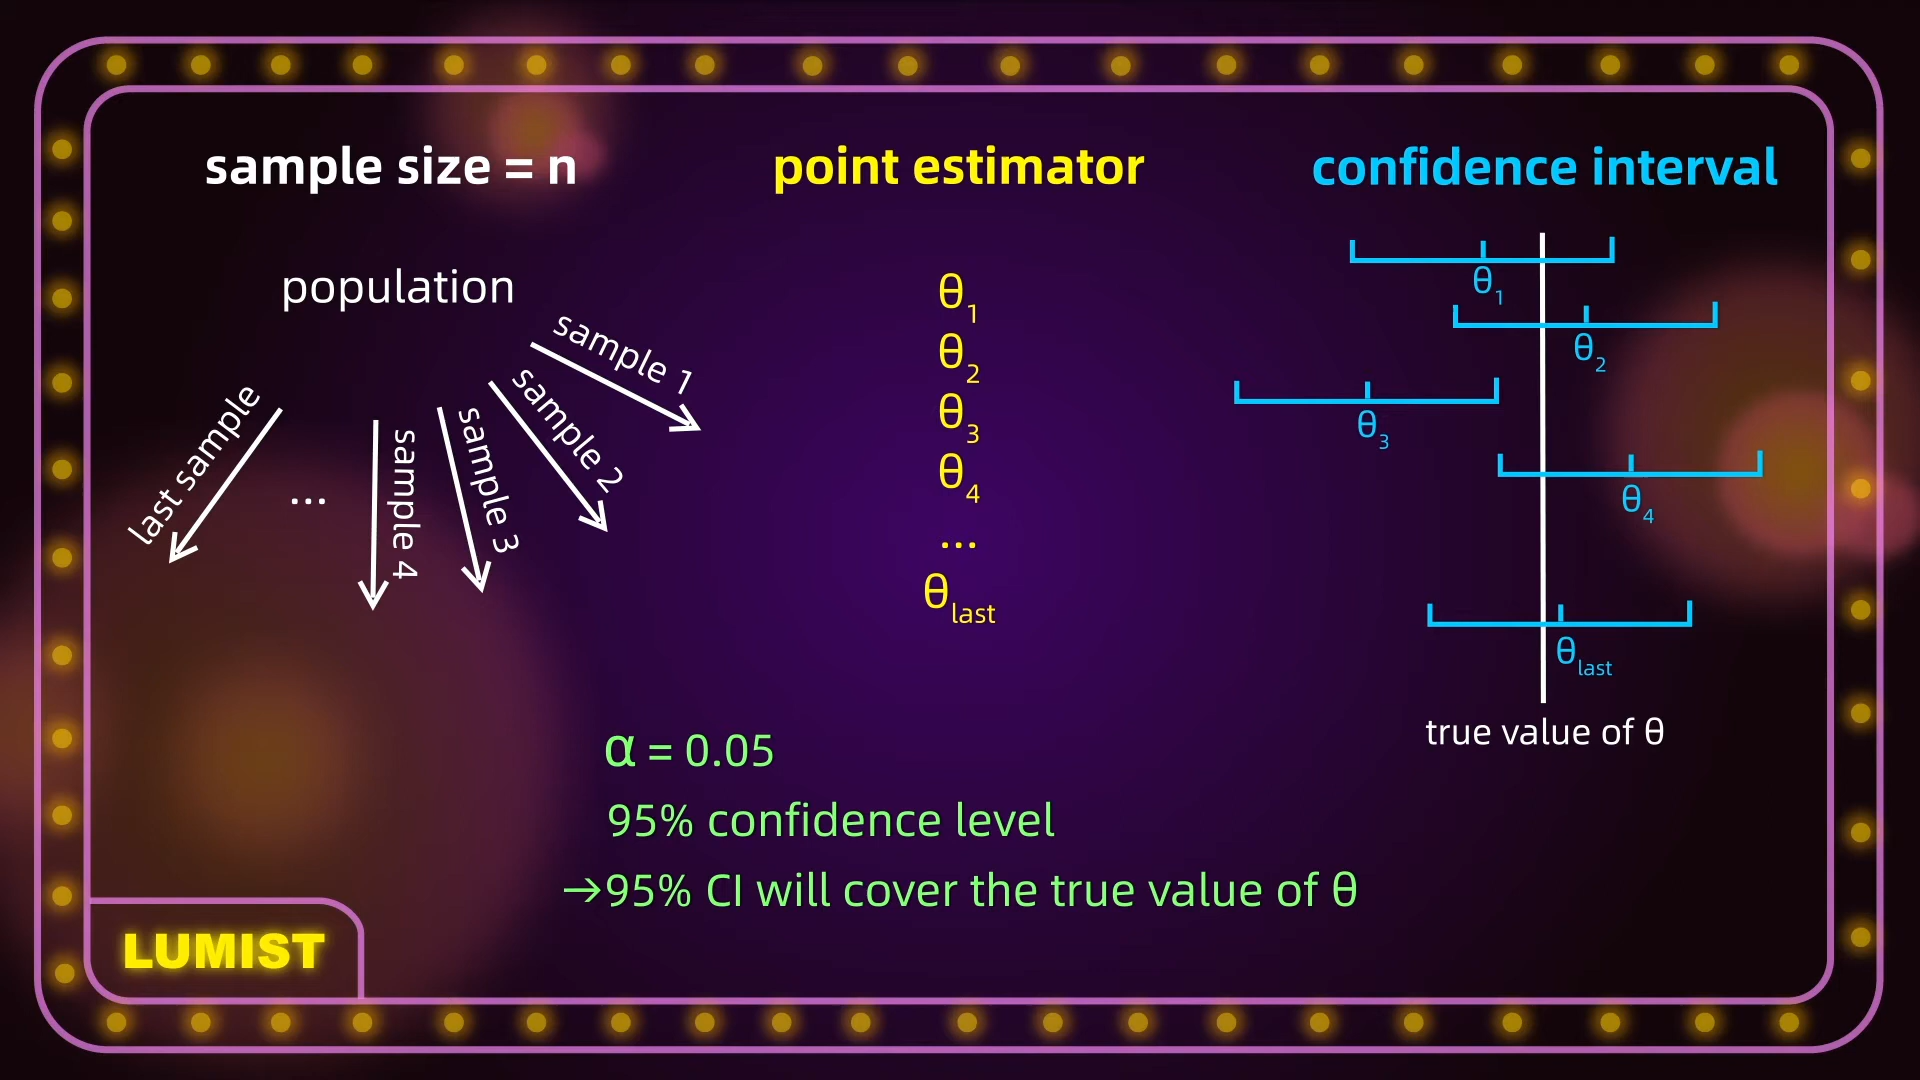 sample size = n
population
sample 1
sample 2
sample 3
sample 4
...
last sample
point estimator
θ1
θ2
θ3
θ4
...
θlast
confidence interval
θ1
θ2
θ3
θ4
θlast
true value of θ
α = 0.05
95% confidence level
→95% CI will cover the true value of θ
LUMIST